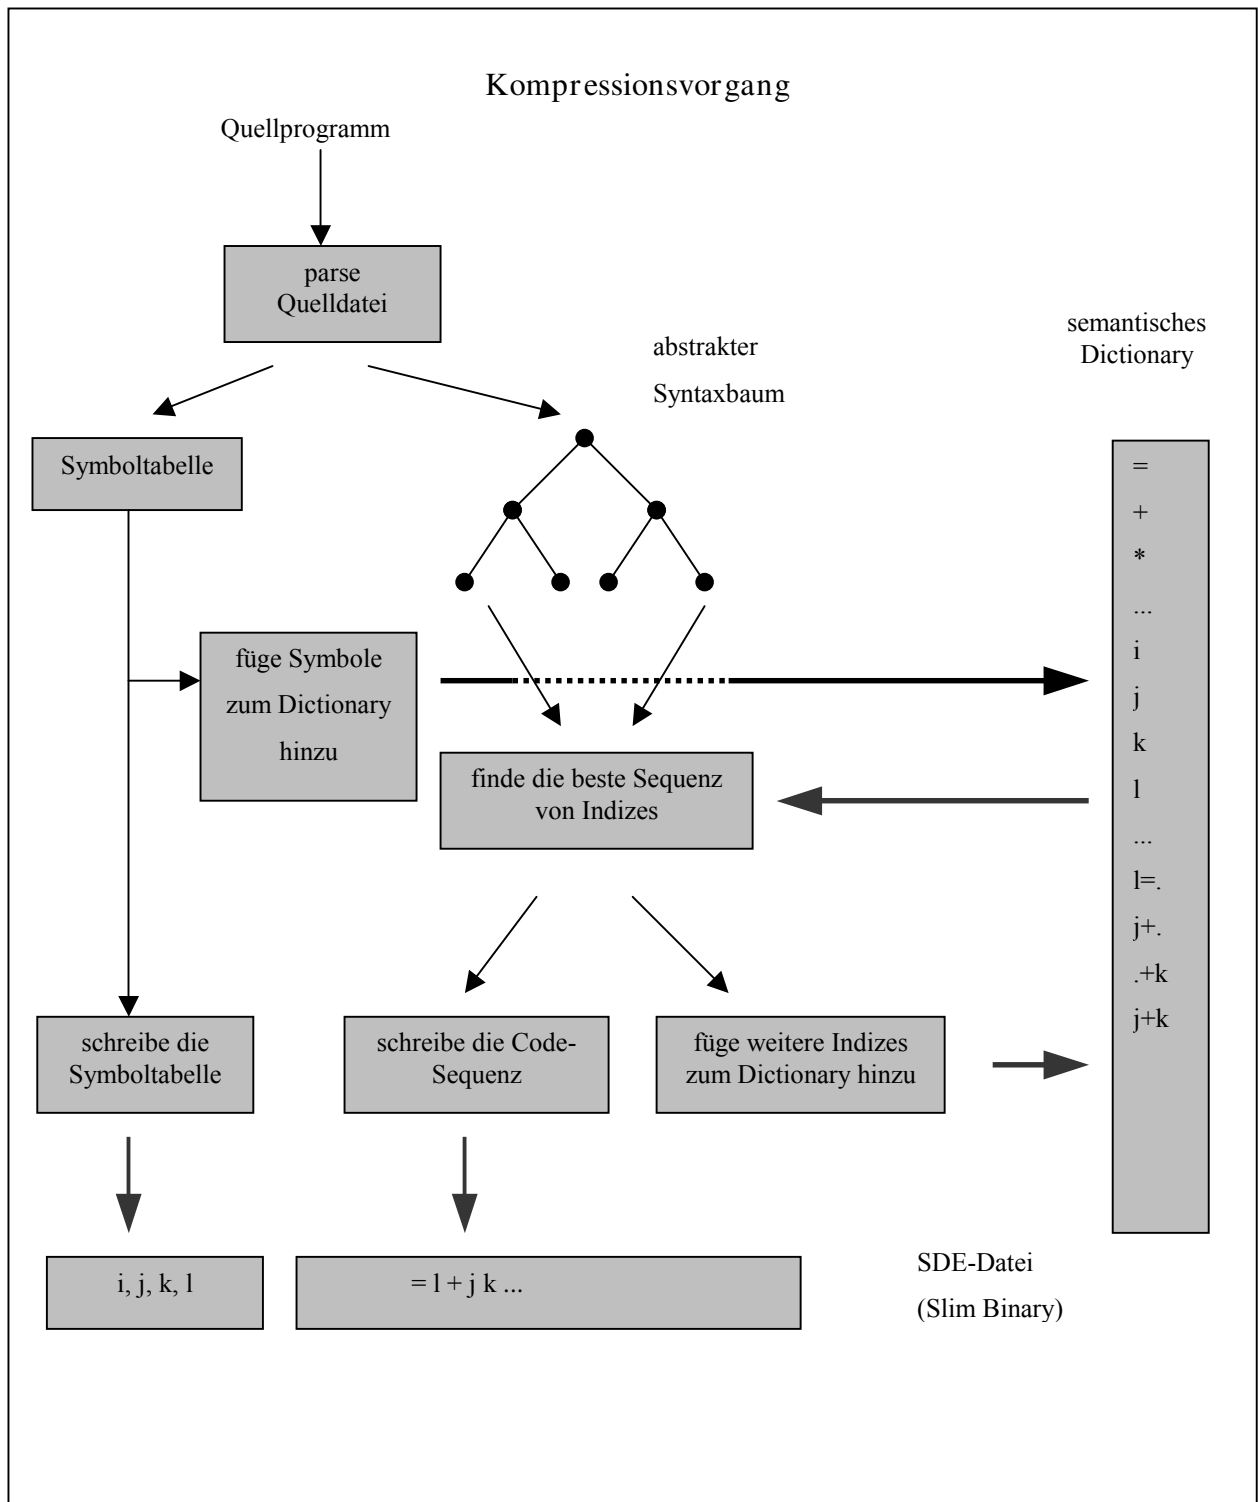 Kompressionsvorgang
Quellprogramm
parse
Quelldatei
abstrakter
Syntaxbaum
semantisches
Dictionary
Symboltabelle
füge Symbole
zum Dictionary
hinzu
finde die beste Sequenz
von Indizes
=
+
*
...
i
j
k
l
...
l=.
j+.
.+k
j+k
schreibe die
Symboltabelle
schreibe die Code-
Sequenz
füge weitere Indizes
zum Dictionary hinzu
i, j, k, l
= l + j k ...
SDE-Datei
(Slim Binary)